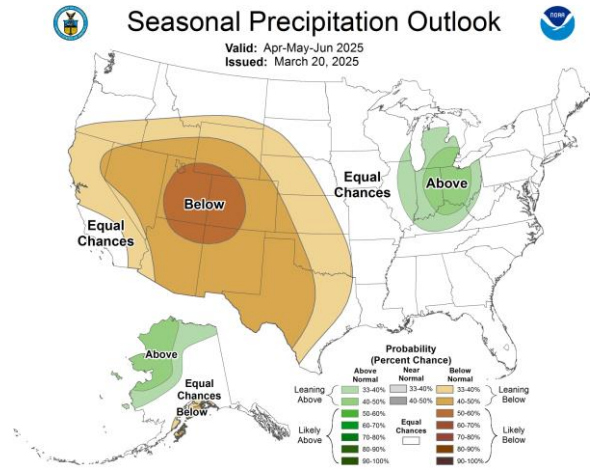 Seasonal Precipitation Outlook
Valid: Apr-May-Jun 2025
Issued: March 20, 2025
NOAA
Below
Equal
Chances
Equal
Chances
Above
Above
Equal
Chances
Below
Probability
(Percent Chance)
Above
Normal
Near
Normal
Below
Normal
Leaning
Above
33-40%
33-40%
33-40%
Leaning
Below
40-50%
40-50%
40-50%
Likely
Above
50-60%
60-70%
70-80%
80-90%
90-100%
Equal
Chances
50-60%
60-70%
70-80%
80-90%
90-100%
Likely
Below